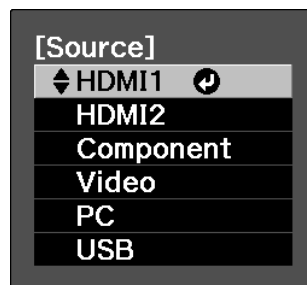 [Source]
HDMI1
HDMI2
Component
Video
PC
USB